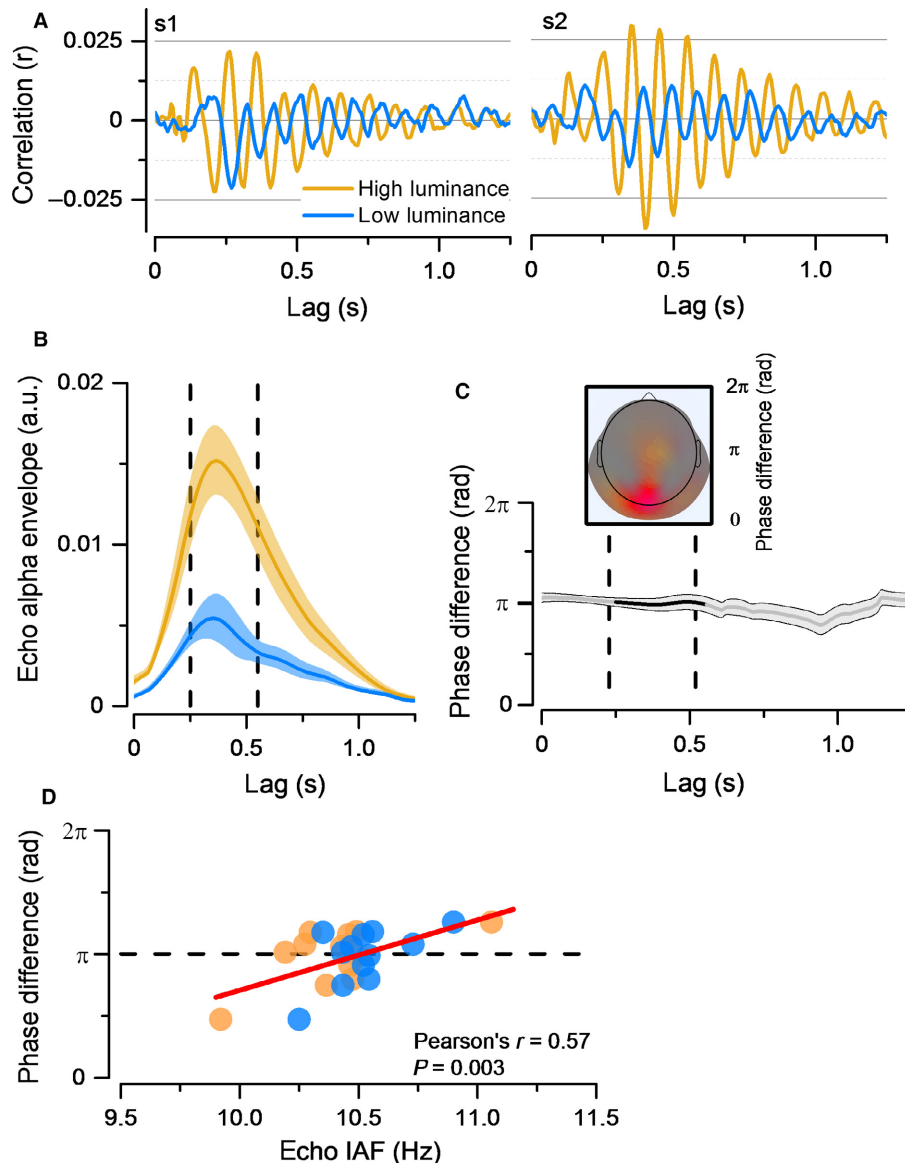 A
s1
s2
0.025
0
−0.025
Correlation (r)
High luminance
Low luminance
0 0.5 1.0
Lag (s)
0 0.5 1.0
Lag (s)
B
0.02
0.01
0
Echo alpha envelope (a.u.)
0 0.5 1.0
Lag (s)
C
2π
π
0
Phase difference (rad)
2π
π
0
Phase difference (rad)
0 0.5 1.0
Lag (s)
D
2π
π
0
Phase difference (rad)
Pearson's r = 0.57
P = 0.003
9.5 10.0 10.5 11.0 11.5
Echo IAF (Hz)